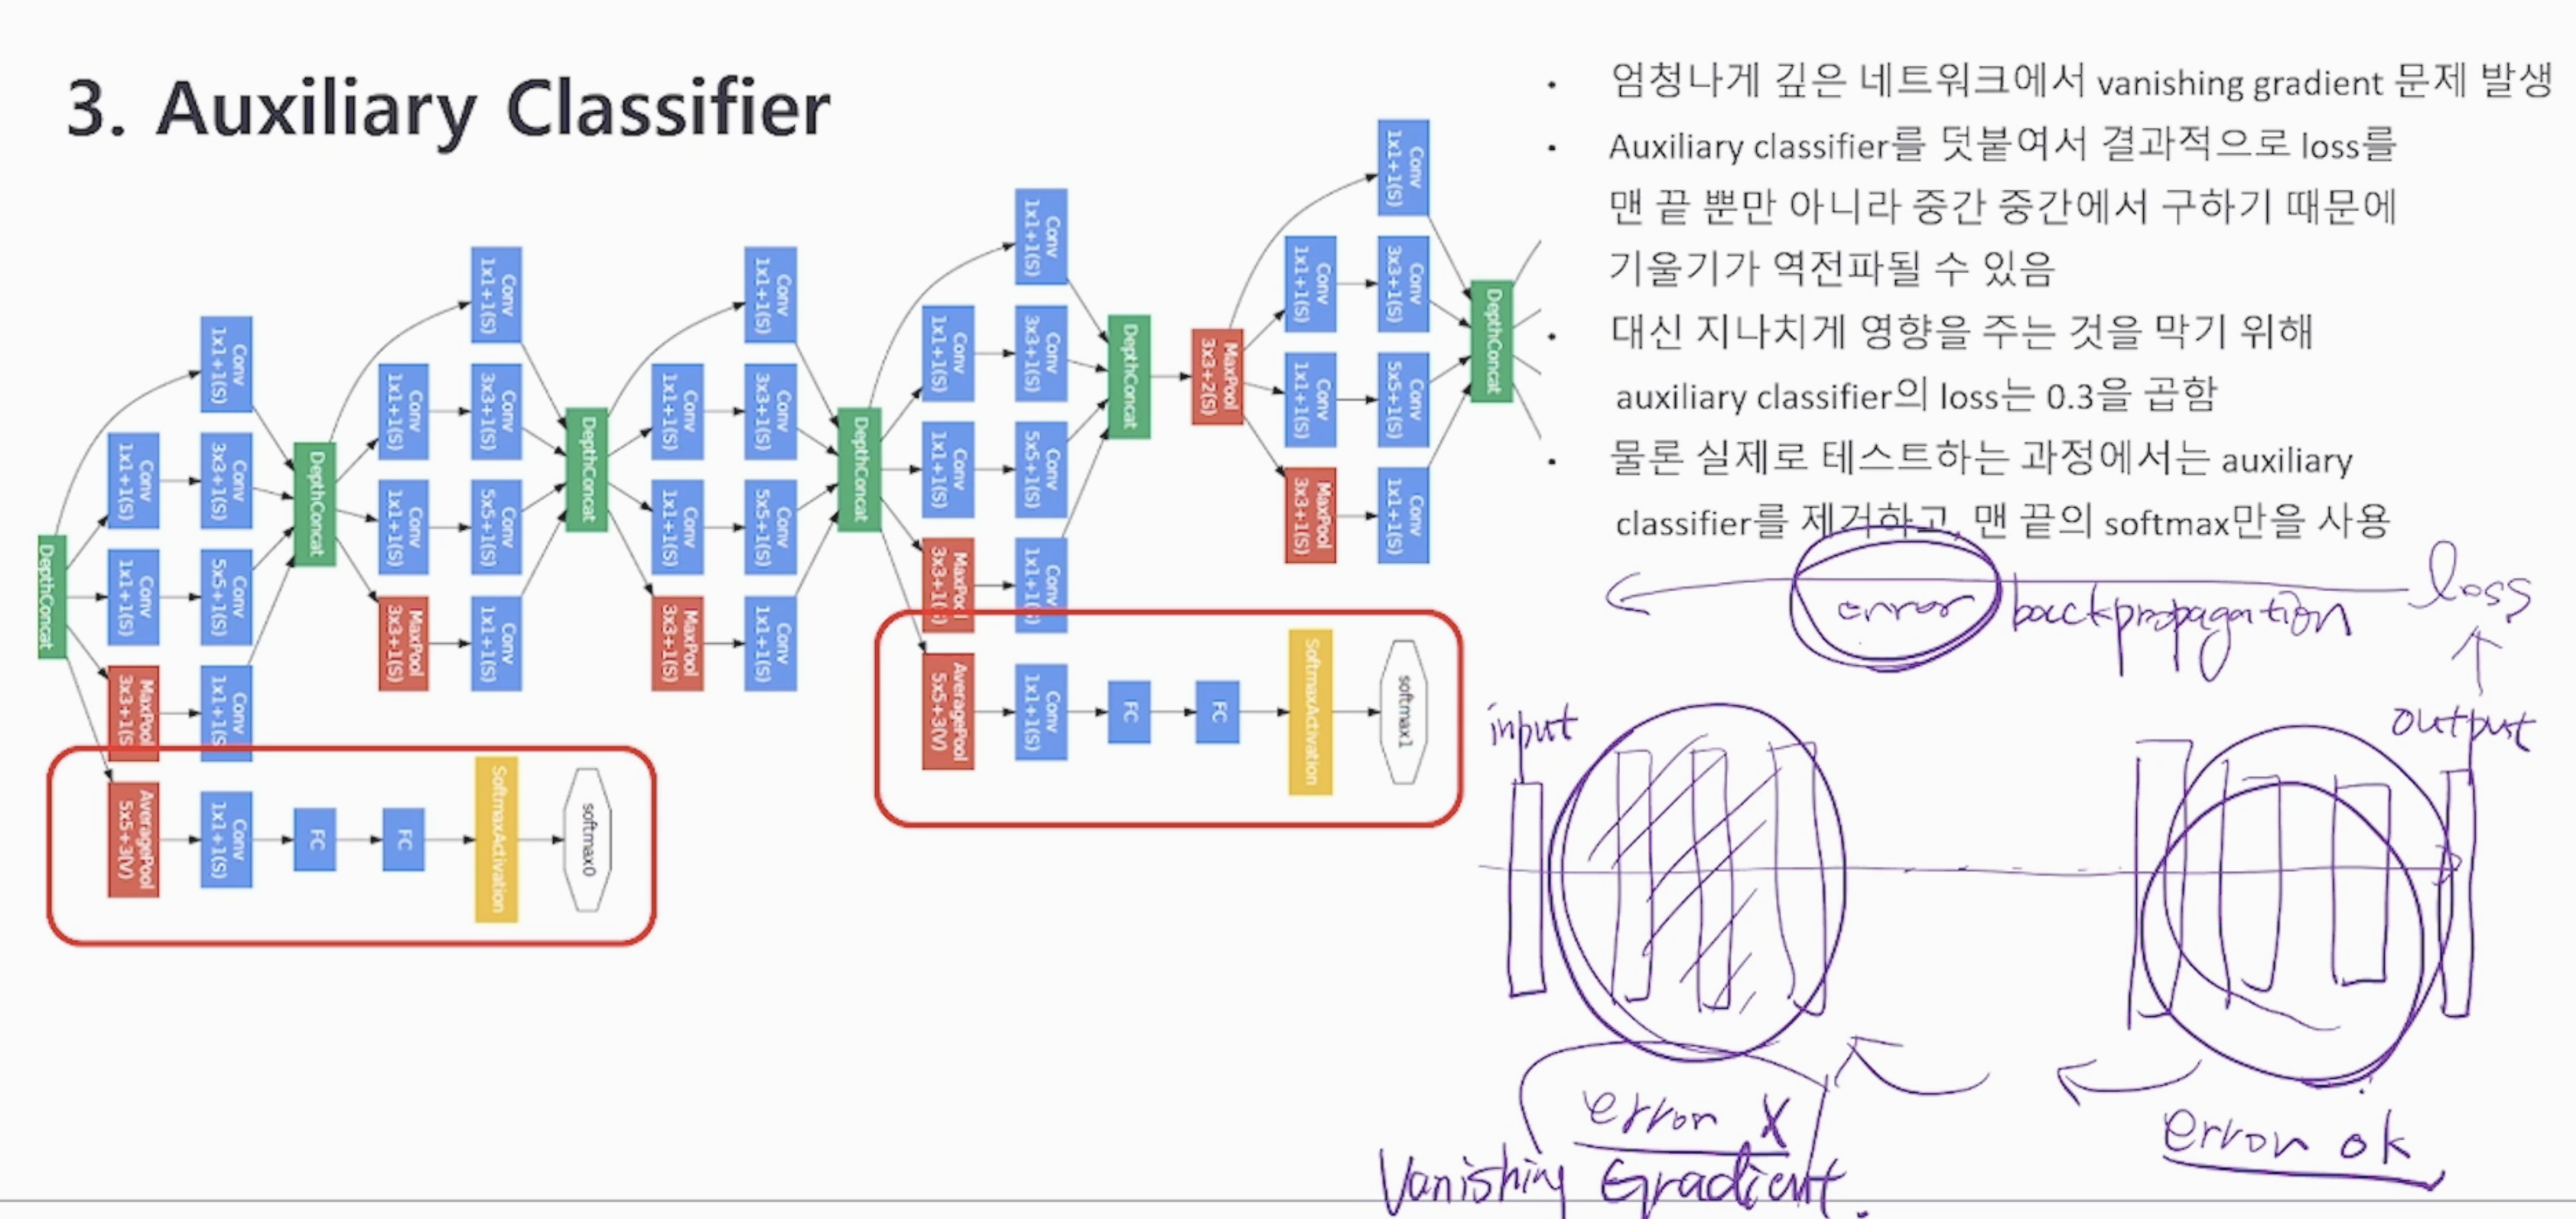 3. Auxiliary Classifier
• 엄청나게 깊은 네트워크에서 vanishing gradient 문제 발생
• Auxiliary classifier를 덧붙여서 결과적으로 loss를
맨 끝 뿐만 아니라 중간 중간에서 구하기 때문에
기울기가 역전파될 수 있음
• 대신 지나치게 영향을 주는 것을 막기 위해
auxiliary classifier의 loss는 0.3을 곱함
• 물론 실제로 테스트하는 과정에서는 auxiliary
classifier를 제거하고, 맨 끝의 softmax만을 사용
DepthConcat
Conv
1x1+1(S)
Conv
1x1+1(S)
MaxPool
3x3+1(S
AveragePool
5x5+3(V)
Conv
1x1+1(S)
Conv
3x3+1(S)
Conv
5x5+1(S)
Conv
1x1+1(S
Conv
1x1+1(S)
FC
FC
SoftmaxActivation
softmax0
DepthConcat
Conv
1x1+1(S)
Conv
1x1+1(S)
MaxPool
3x3+1(S)
Conv
1x1+1(S)
Conv
3x3+1(S)
Conv
5x5+1(S)
Conv
1x1+1(S)
DepthConcat
Conv
1x1+1(S)
Conv
1x1+1(S)
MaxPool
3x3+1(S)
Conv
1x1+1(S)
Conv
3x3+1(S)
Conv
5x5+1(S)
Conv
1x1+1(S)
DepthConcat
Conv
1x1+1(S)
Conv
1x1+1(S)
MaxPool
3x3+1(
AveragePool
5x5+3(V)
Conv
1x1+1(S)
Conv
3x3+1(S)
Conv
5x5+1(S)
Conv
1x1+1(
Conv
1x1+1(S)
FC
FC
SoftmaxActivation
softmax1
DepthConcat
MaxPool
3x3+2(S)
Conv
1x1+1(S)
Conv
1x1+1(S)
MaxPool
3x3+1(S)
Conv
1x1+1(S)
Conv
3x3+1(S)
Conv
5x5+1(S)
Conv
1x1+1(S)
DepthConcat
error backpropagation loss
input
output
error X
error ok
Vanishing Gradient.